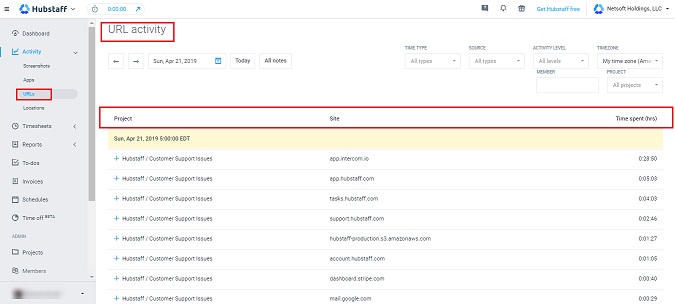 Hubstaff
0:00:00
Get Hubstaff free
Netsoft Holdings, LLC
Dashboard
Activity
Screenshots
Apps
URLs
Locations
Timesheets
Reports
To-dos
Invoices
Schedules
Time off BETA
ADMIN
Projects
Members
URL activity
TIME TYPE
SOURCE
ACTIVITY LEVEL
TIMEZONE
← → Sun, Apr 21, 2019 Today All notes
All types
All types
All levels
My time zone (Ame
MEMBER
PROJECT
All projects
Project Site Time spent (hrs)
Sun, Apr 21, 2019 5:00:00 EDT
+ Hubstaff / Customer Support Issues app.intercom.io 0:28:50
+ Hubstaff / Customer Support Issues app.hubstaff.com 0:05:03
+ Hubstaff / Customer Support Issues tasks.hubstaff.com 0:04:03
+ Hubstaff / Customer Support Issues support.hubstaff.com 0:02:46
+ Hubstaff / Customer Support Issues hubstaff-production.s3.amazonaws.com 0:01:27
+ Hubstaff / Customer Support Issues account.hubstaff.com 0:01:05
+ Hubstaff / Customer Support Issues dashboard.stripe.com 0:00:40
+ Hubstaff / Customer Support Issues mail.google.com 0:00:29